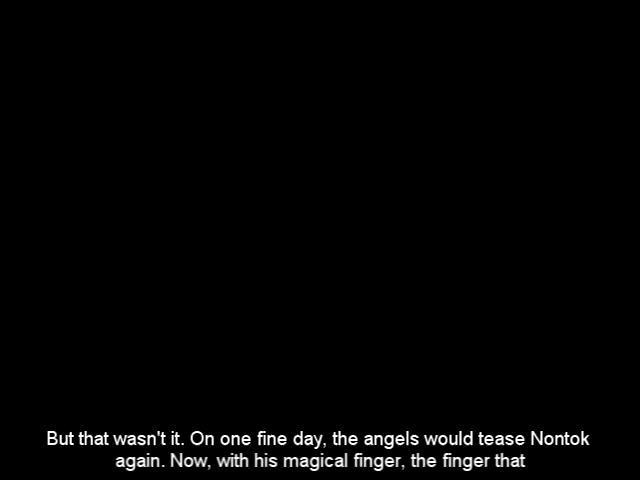 But that wasn't it. On one fine day, the angels would tease Nontok
again. Now, with his magical finger, the finger that